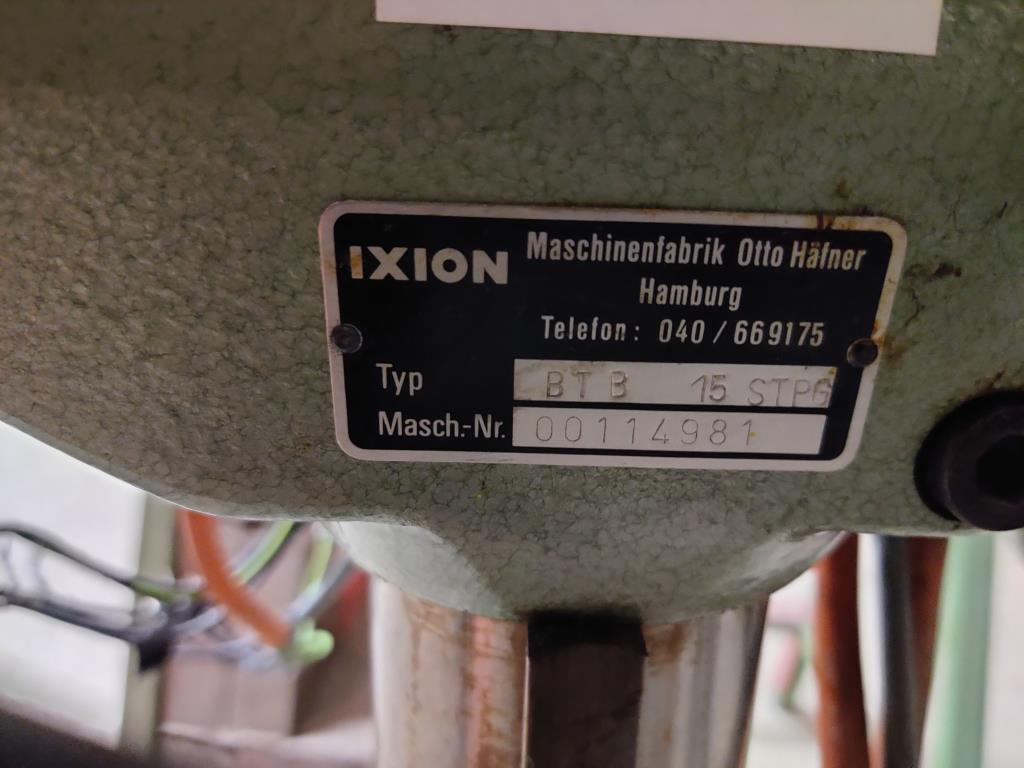 IXION
Maschinenfabrik Otto Häfner
Hamburg
Telefon: 040/669175
Typ BTB 15 STPG
Masch.-Nr. 00114981